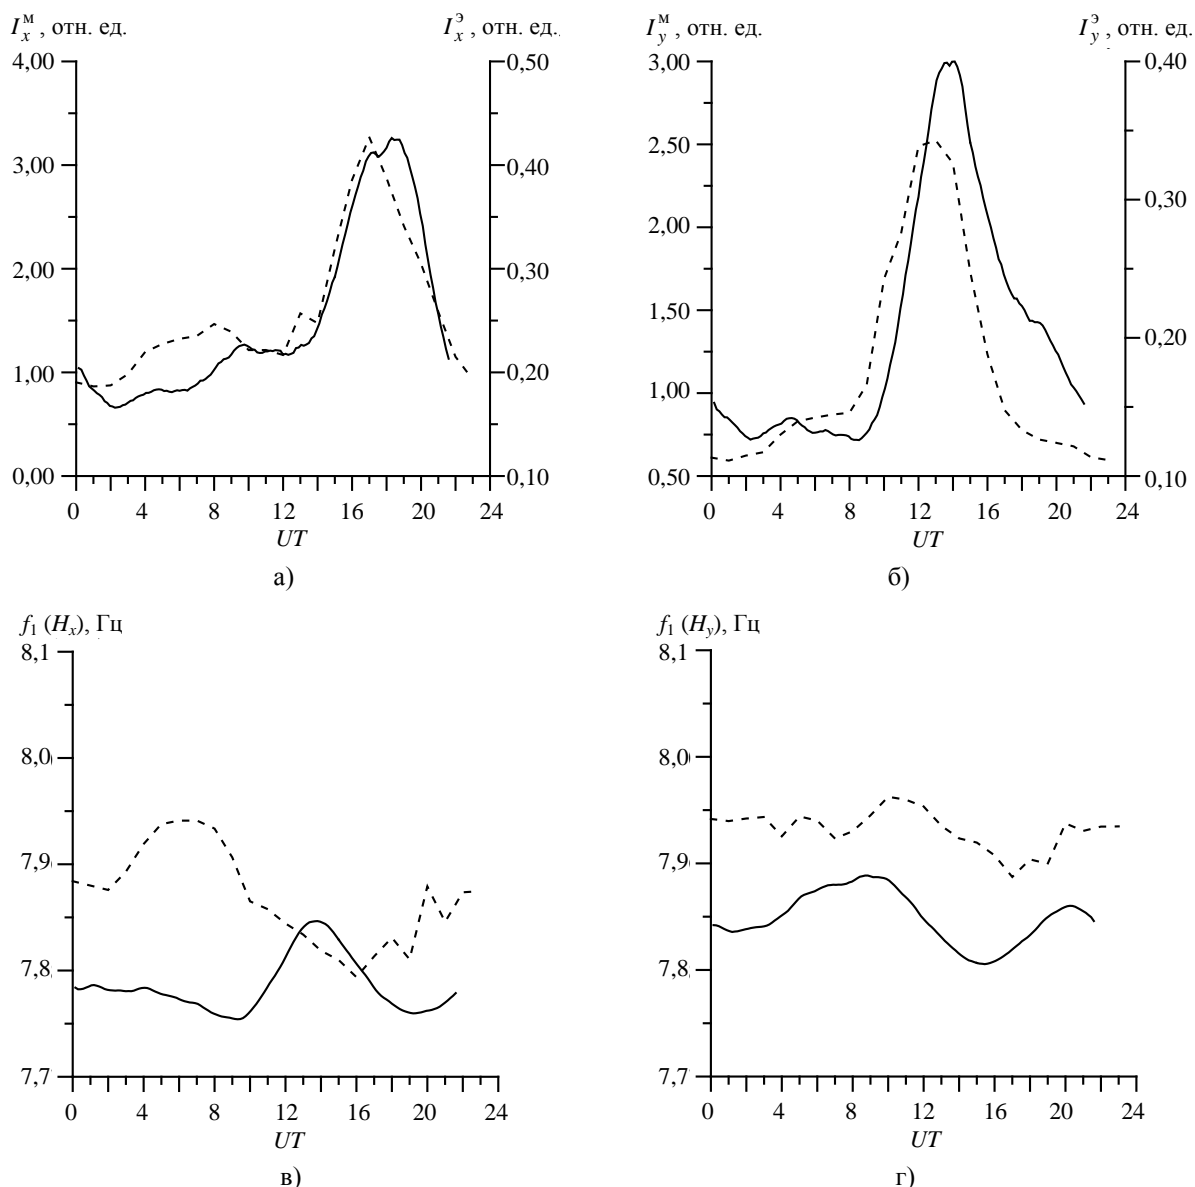 I_x^м , отн. ед. I_x^э , отн. ед.
4,00 0,50
3,00 0,40
2,00 0,30
1,00 0,20
0,00 0,10
0 4 8 12 16 20 24
UT
а)
I_y^м , отн. ед. I_y^э , отн. ед.
3,00 0,40
2,50
2,00 0,30
1,50
0,20
1,00
0,50 0,10
0 4 8 12 16 20 24
UT
б)
f₁ (Hₓ), Гц
8,1
8,0
7,9
7,8
7,7
0 4 8 12 16 20 24
UT
в)
f₁ (H_y), Гц
8,1
8,0
7,9
7,8
7,7
0 4 8 12 16 20 24
UT
г)